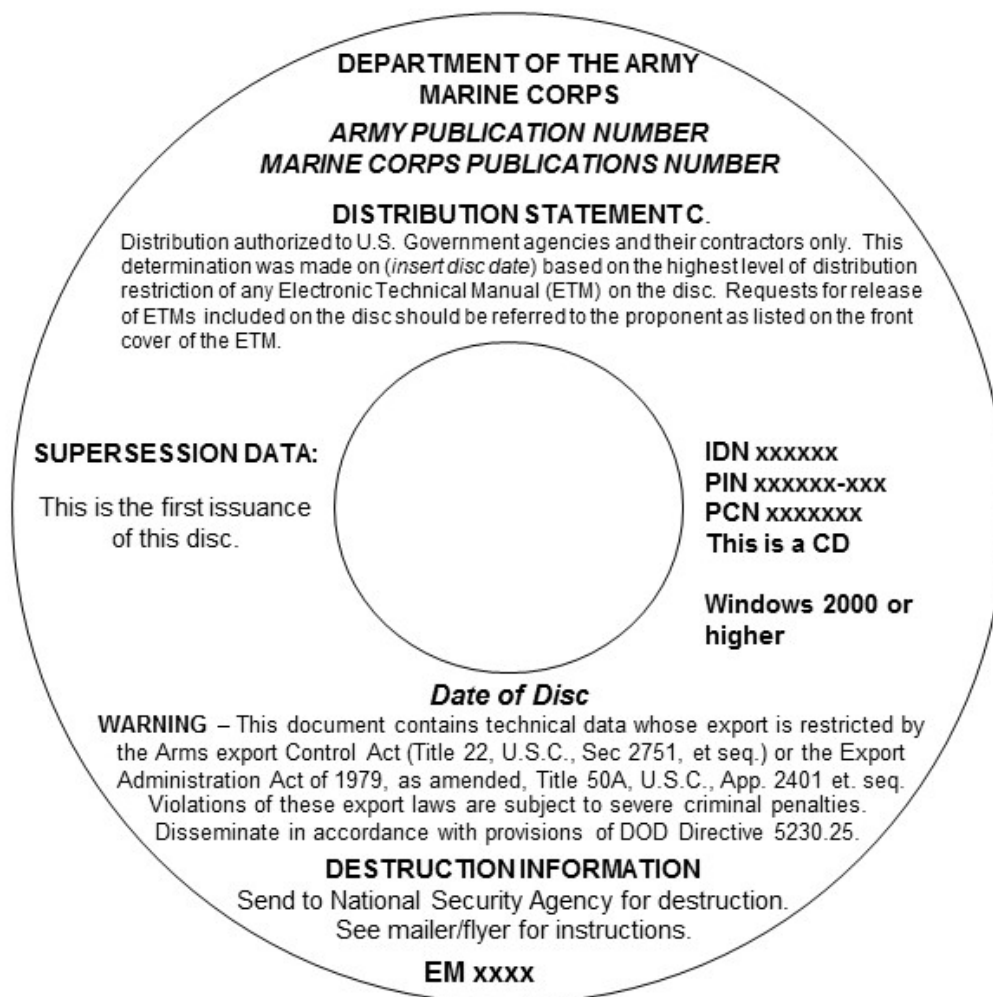 DEPARTMENT OF THE ARMY
MARINE CORPS
ARMY PUBLICATION NUMBER
MARINE CORPS PUBLICATIONS NUMBER
DISTRIBUTION STATEMENT C.
Distribution authorized to U.S. Government agencies and their contractors only. This
determination was made on (insert disc date) based on the highest level of distribution
restriction of any Electronic Technical Manual (ETM) on the disc. Requests for release
of ETMs included on the disc should be referred to the proponent as listed on the front
cover of the ETM.
SUPERSESSION DATA:
This is the first issuance
of this disc.
IDN xxxxxx
PIN xxxxxx-xxx
PCN xxxxxxx
This is a CD
Windows 2000 or
higher
Date of Disc
WARNING – This document contains technical data whose export is restricted by
the Arms export Control Act (Title 22, U.S.C., Sec 2751, et seq.) or the Export
Administration Act of 1979, as amended, Title 50A, U.S.C., App. 2401 et. seq.
Violations of these export laws are subject to severe criminal penalties.
Disseminate in accordance with provisions of DOD Directive 5230.25.
DESTRUCTION INFORMATION
Send to National Security Agency for destruction.
See mailer/flyer for instructions.
EM xxxx